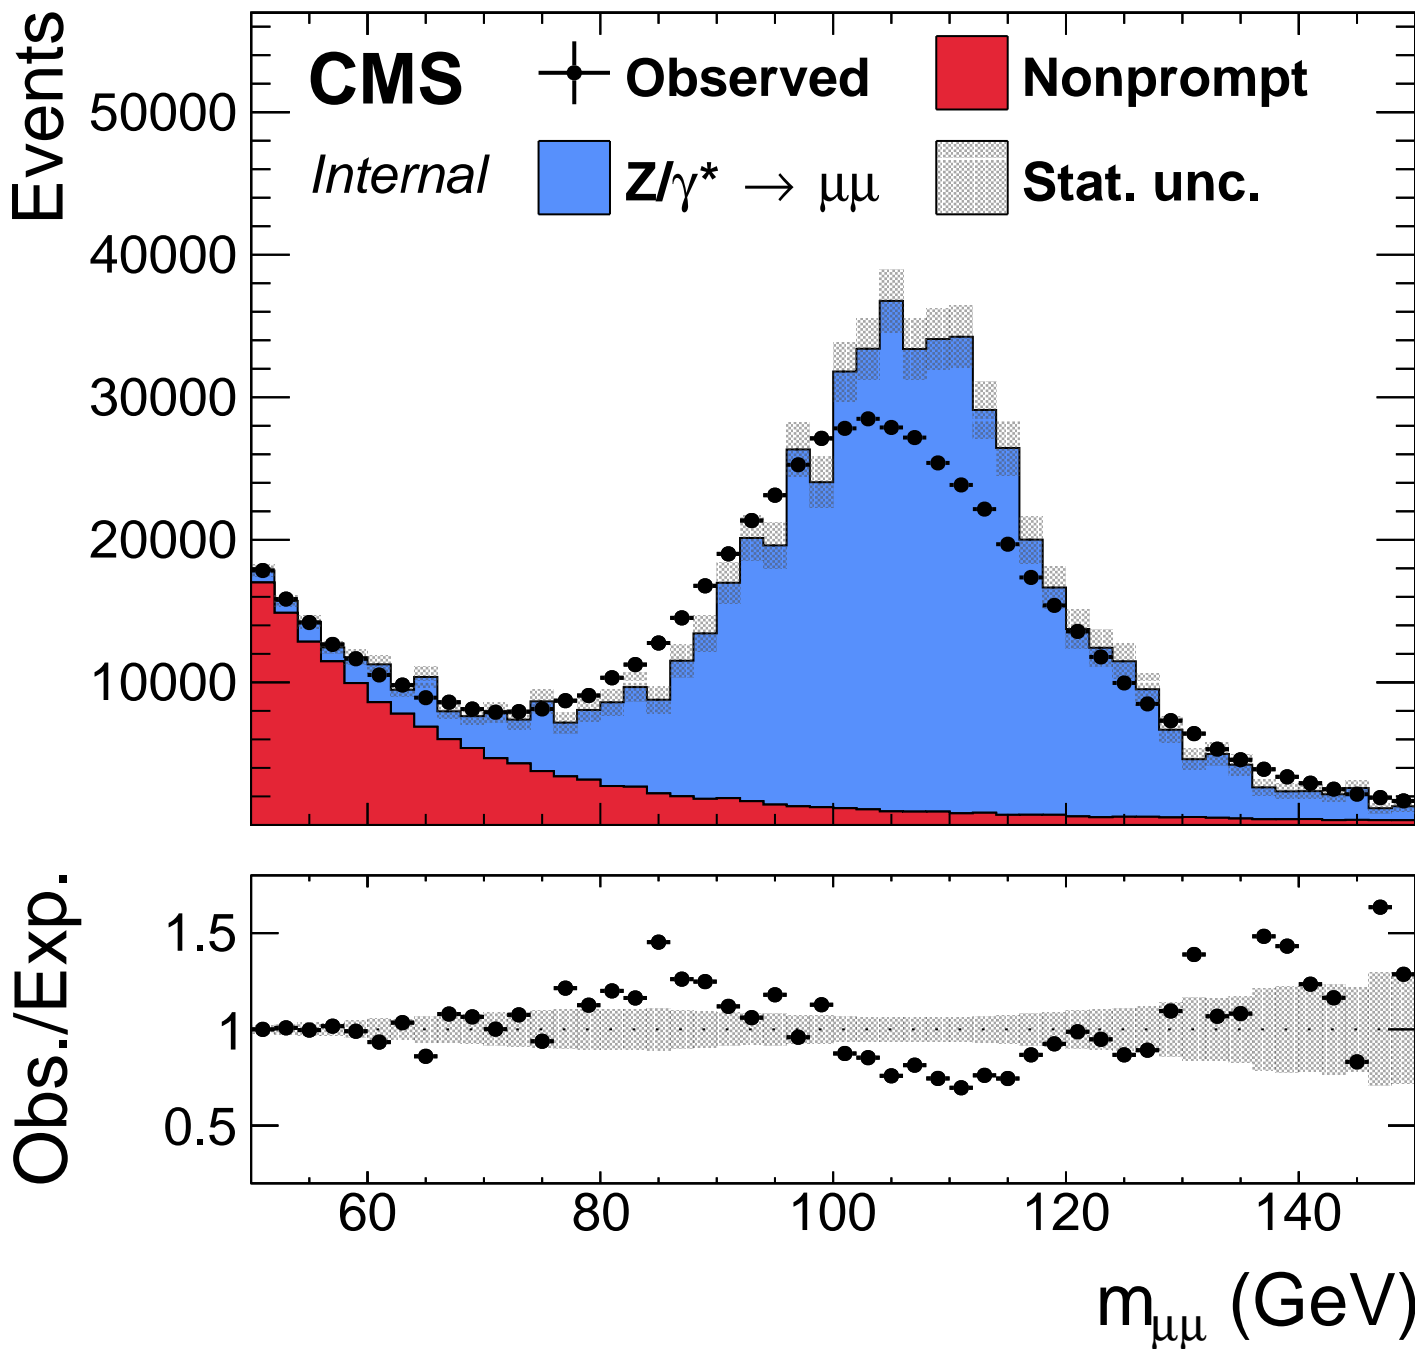 Events
50000
40000
30000
20000
10000
CMS
Internal
Observed
Nonprompt
Z/γ* → μμ
Stat. unc.
Obs./Exp.
1.5
1
0.5
60 80 100 120 140
m_μμ (GeV)